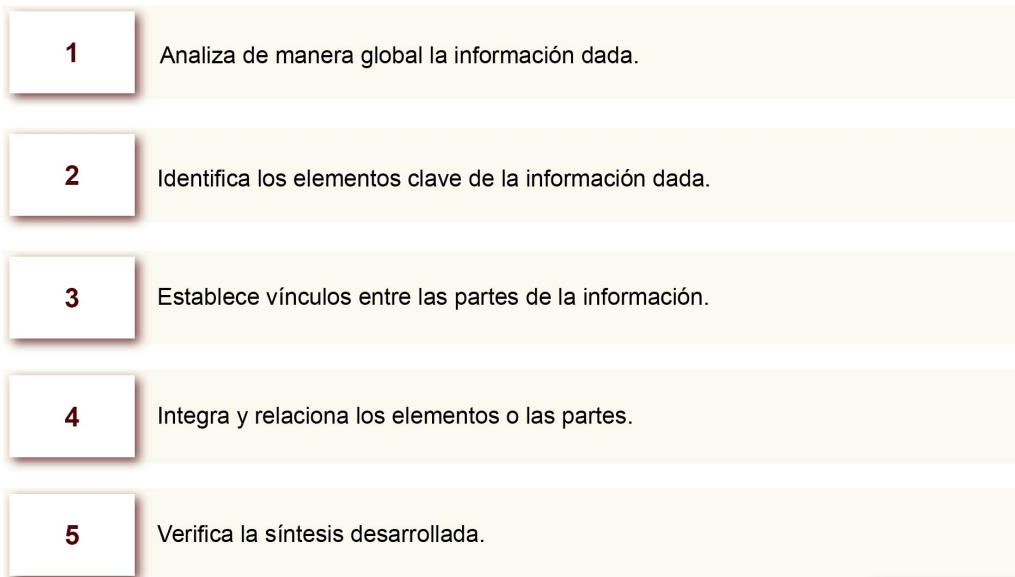 1
Analiza de manera global la información dada.
2
Identifica los elementos clave de la información dada.
3
Establece vínculos entre las partes de la información.
4
Integra y relaciona los elementos o las partes.
5
Verifica la síntesis desarrollada.